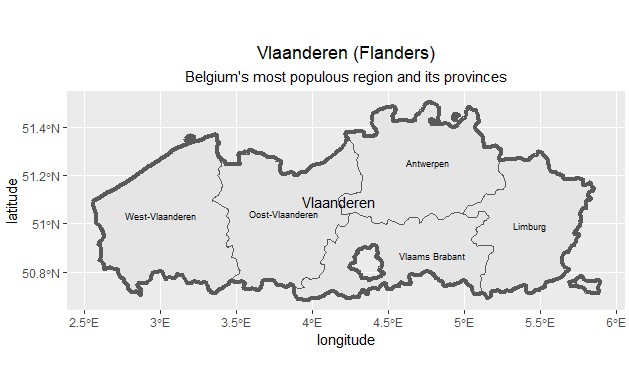 Vlaanderen (Flanders)
Belgium's most populous region and its provinces
51.4°N
51.2°N
51°N
50.8°N
latitude
Antwerpen
Vlaanderen
West-Vlaanderen
Oost-Vlaanderen
Limburg
Vlaams Brabant
2.5°E
3°E
3.5°E
4°E
4.5°E
5°E
5.5°E
6°E
longitude